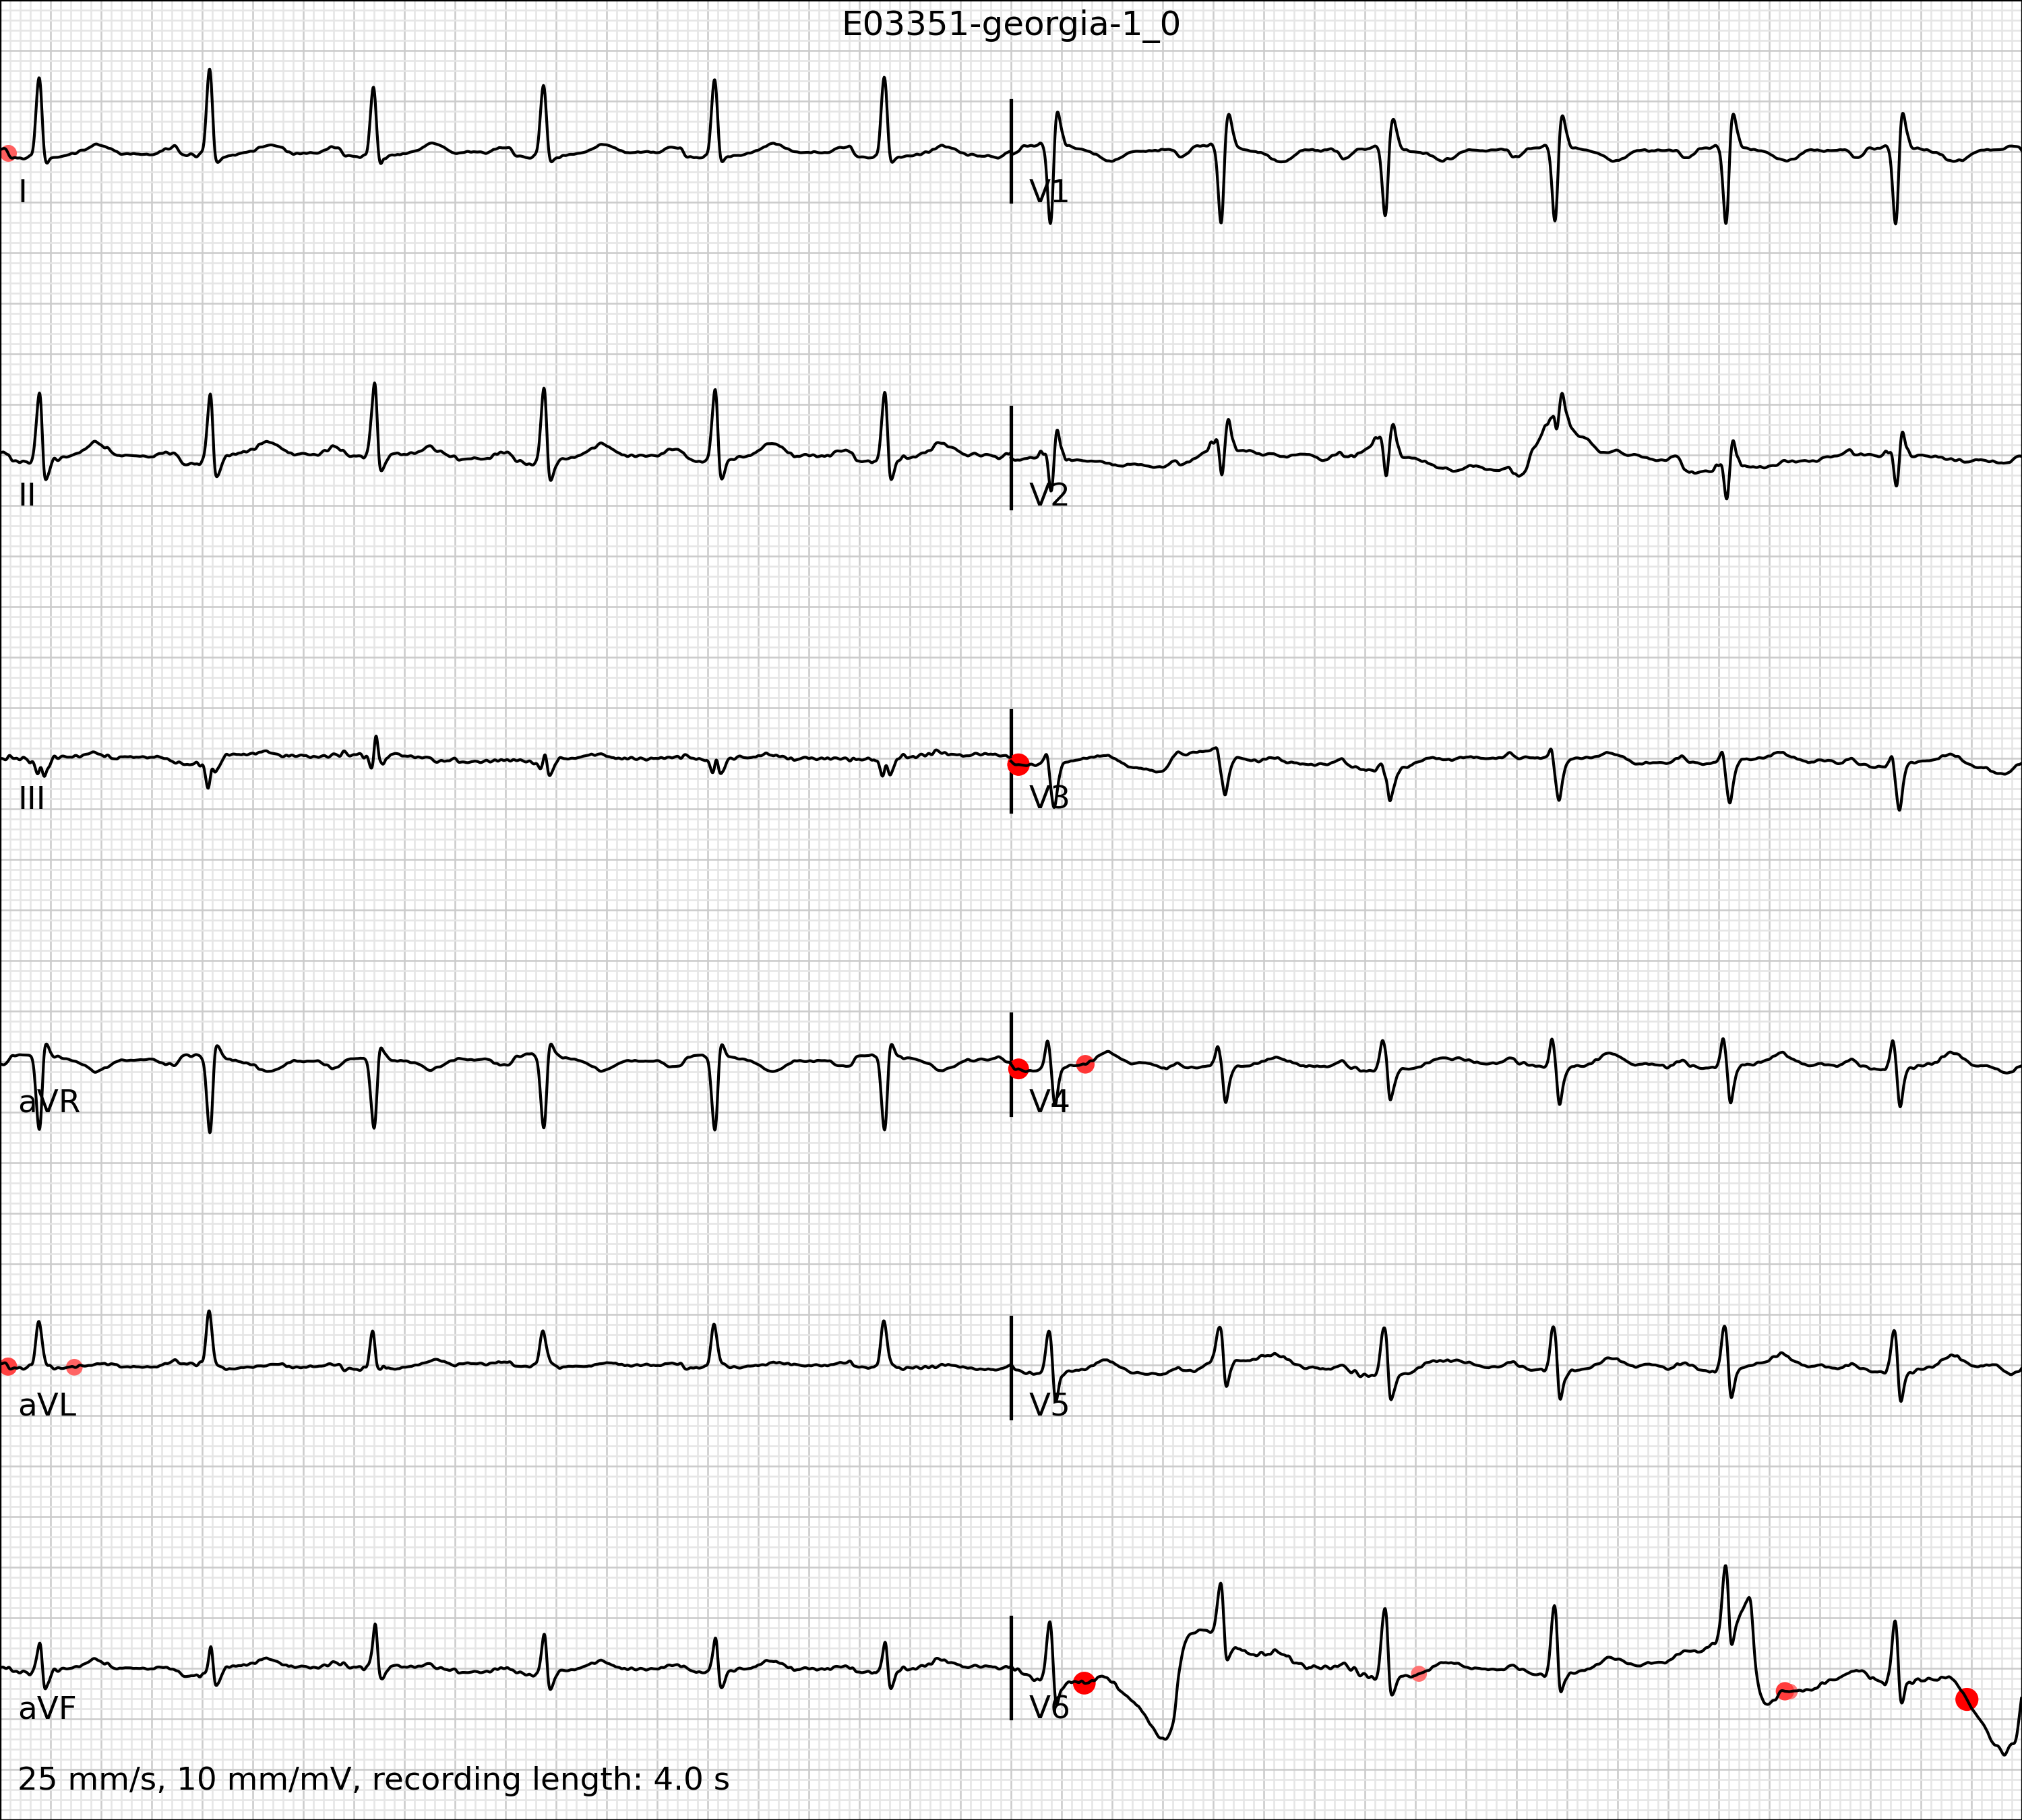 E03351-georgia-1_0
I
V1
II
V2
III
V3
aVR
V4
aVL
V5
aVF
V6
25 mm/s, 10 mm/mV, recording length: 4.0 s